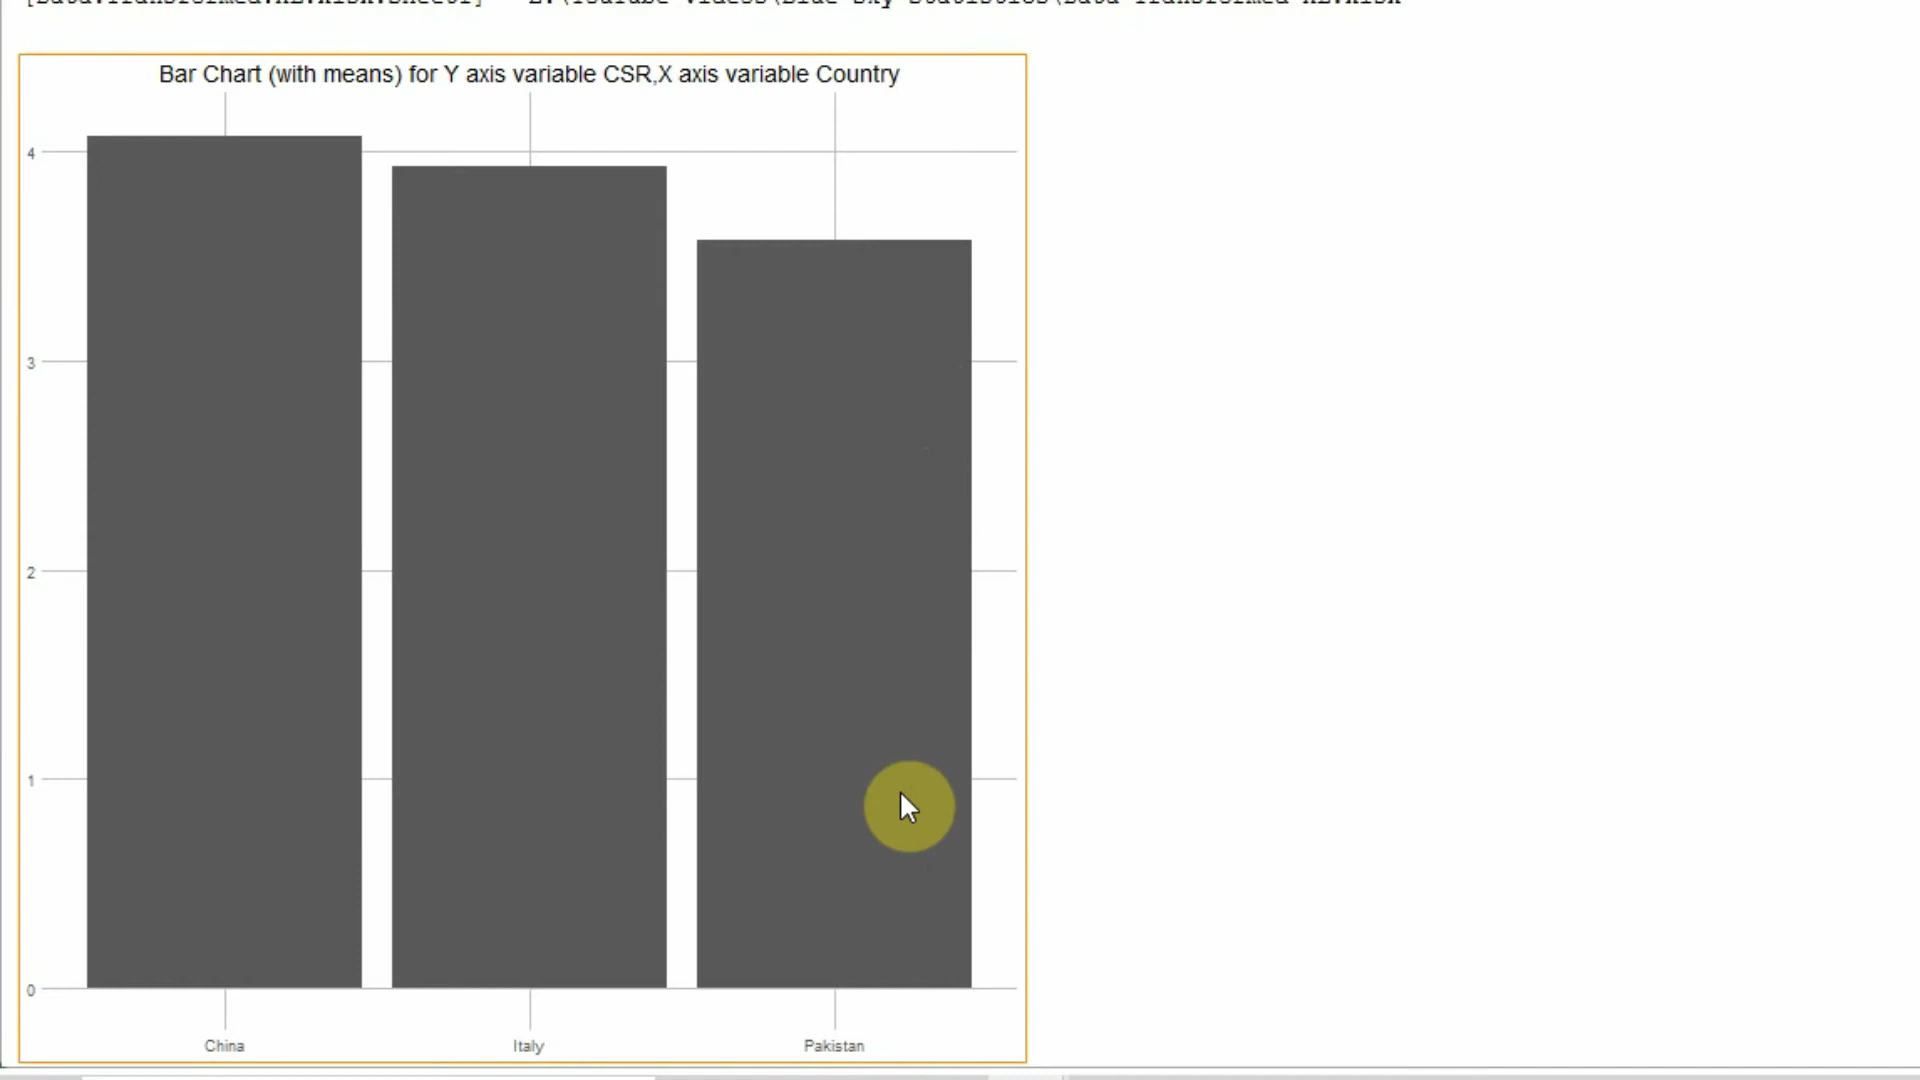 Bar Chart (with means) for Y axis variable CSR,X axis variable Country
4
3
2
1
0
China Italy Pakistan